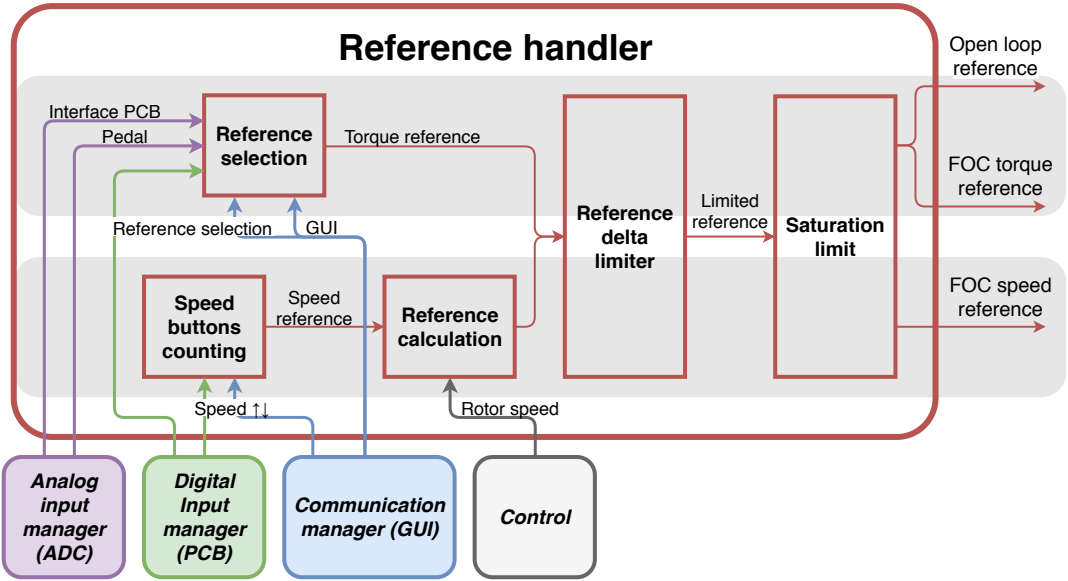 Reference handler
Open loop
reference
Interface PCB
Pedal
Reference
selection
Torque reference
FOC torque
reference
Reference selection
GUI
Reference
delta
limiter
Limited
reference
Saturation
limit
Speed
buttons
counting
Speed
reference
Reference
calculation
FOC speed
reference
Speed ↑↓
Rotor speed
Analog
input
manager
(ADC)
Digital
Input
manager
(PCB)
Communication
manager (GUI)
Control